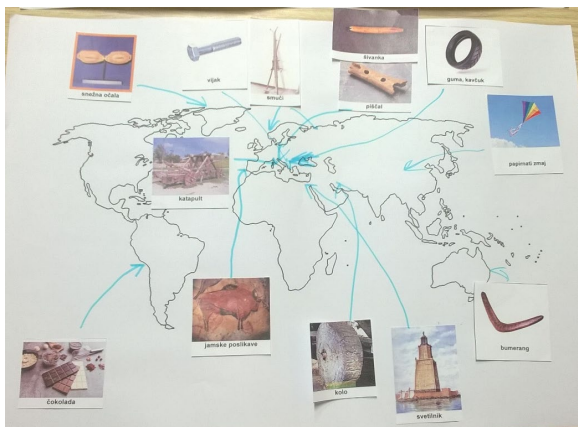 snežna očala
vijak
smuči
šivanka
piščal
guma, kavčuk
papirnati zmaj
katapult
jamske poslikave
čokolada
kolo
svetilnik
bumerang